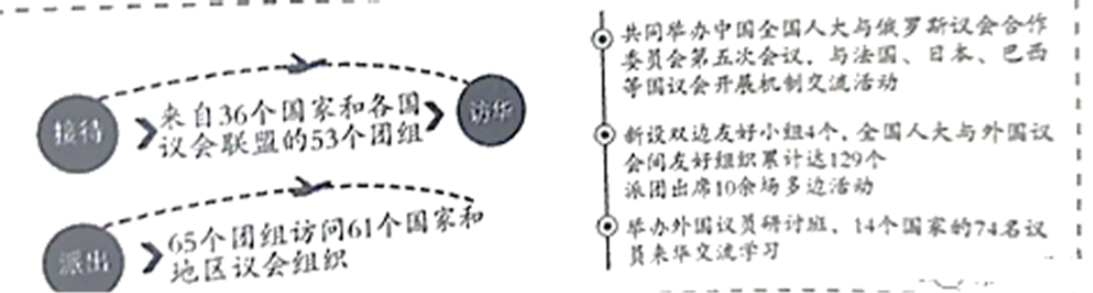 接待
来自36个国家和各国
议会联盟的53个团组
访华
派出
65个团组访问61个国家和
地区议会组织
共同举办中国全国人大与俄罗斯议会合作
委员会第五次会议，与法国、日本、巴西
等国议会开展机制交流活动
新设双边友好小组4个，全国人大与外国议
会间友好组织累计达129个
派团出席10余场多边活动
举办外国议员研讨班，14个国家的74名议
员来华交流学习